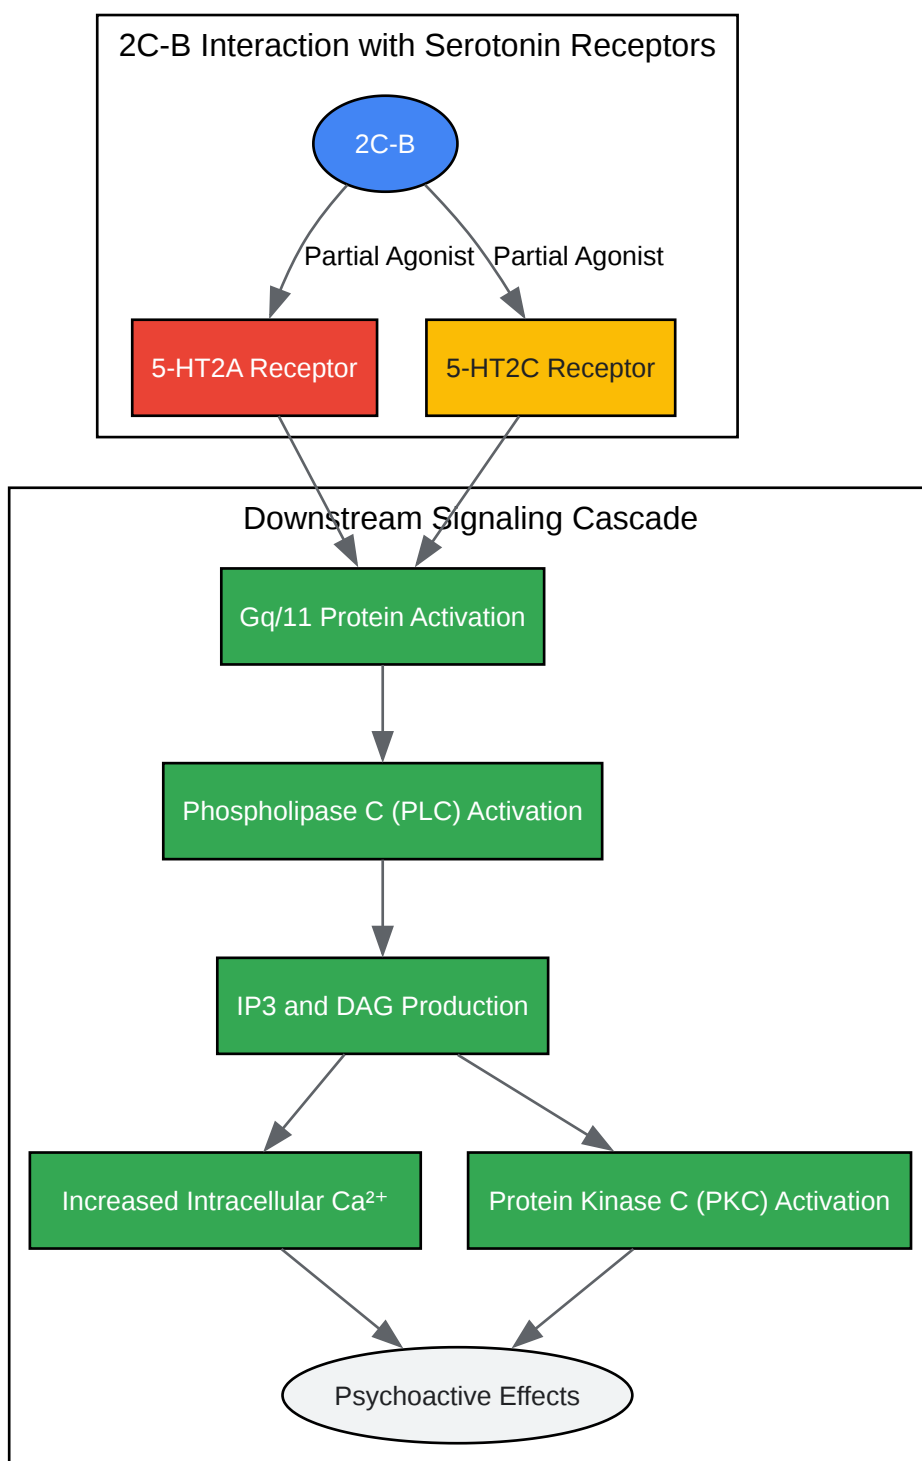 2C-B Interaction with Serotonin Receptors
2C-B
Partial Agonist
Partial Agonist
5-HT2A Receptor
5-HT2C Receptor
Downstream Signaling Cascade
Gq/11 Protein Activation
Phospholipase C (PLC) Activation
IP3 and DAG Production
Increased Intracellular Ca²⁺
Protein Kinase C (PKC) Activation
Psychoactive Effects